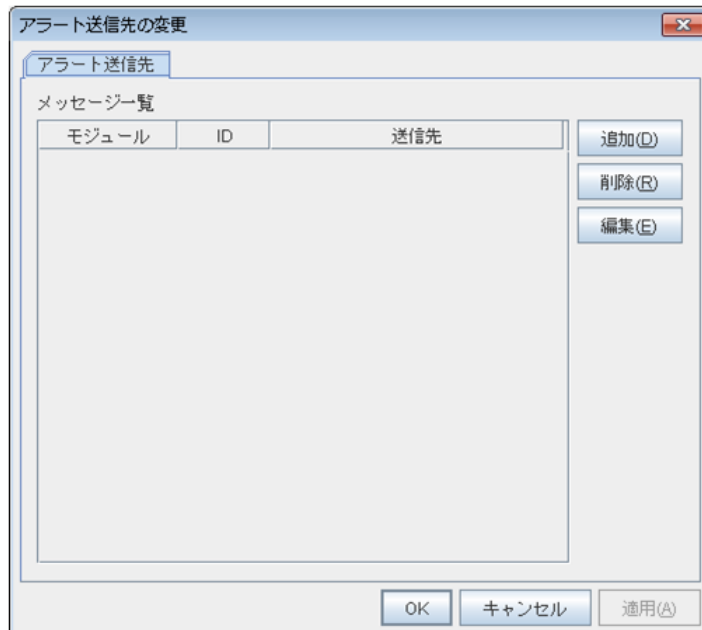 アラート送信先の変更
アラート送信先
メッセージ一覧
モジュール ID 送信先
追加(D)
削除(R)
編集(E)
OK キャンセル 適用(A)